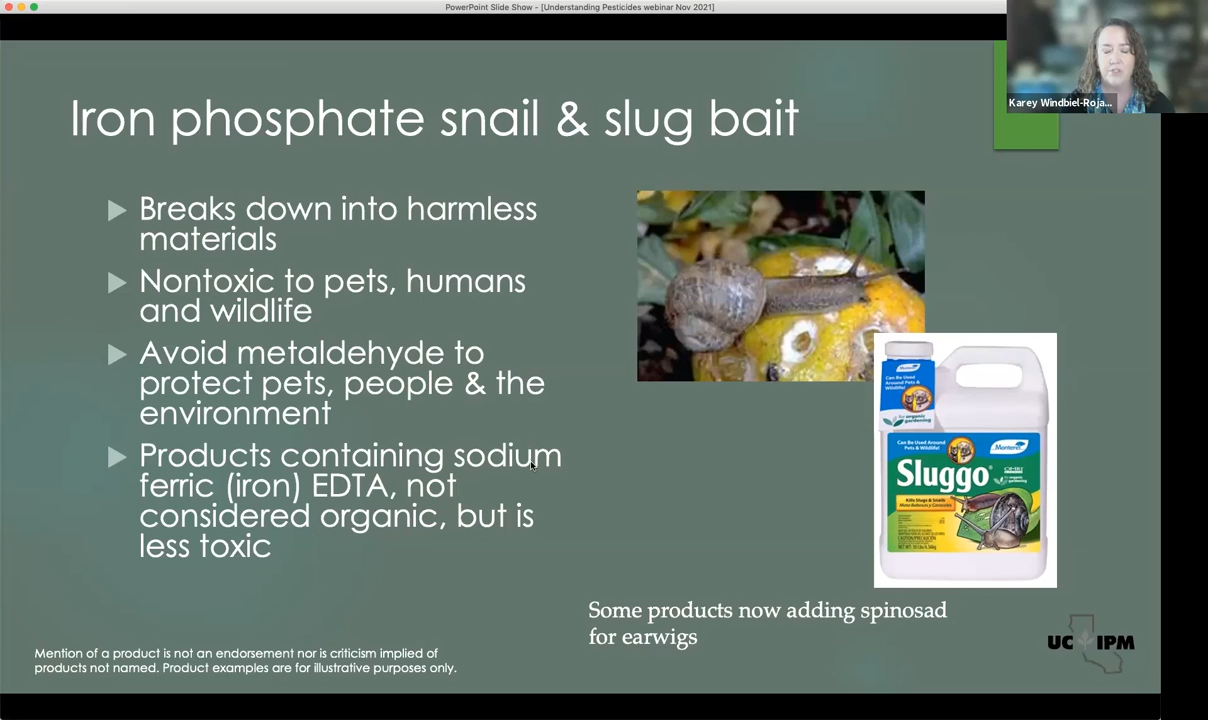 PowerPoint Slide Show - [Understanding Pesticides webinar Nov 2021]
Karey Windbiel-Roja...
Iron phosphate snail & slug bait
Breaks down into harmless
materials
Nontoxic to pets, humans
and wildlife
Avoid metaldehyde to
protect pets, people & the
environment
Products containing sodium
ferric (iron) EDTA, not
considered organic, but is
less toxic
Monterey
Can Be Used
Around Pets &
Wildlife!
for organic
gardening
Can Be Used Around
Pets & Wildlife!
Monterey
Sluggo
OMRI
for organic
gardening
Kills Slugs & Snails
Some products now adding spinosad
for earwigs
UC IPM
Mention of a product is not an endorsement nor is criticism implied of
products not named. Product examples are for illustrative purposes only.